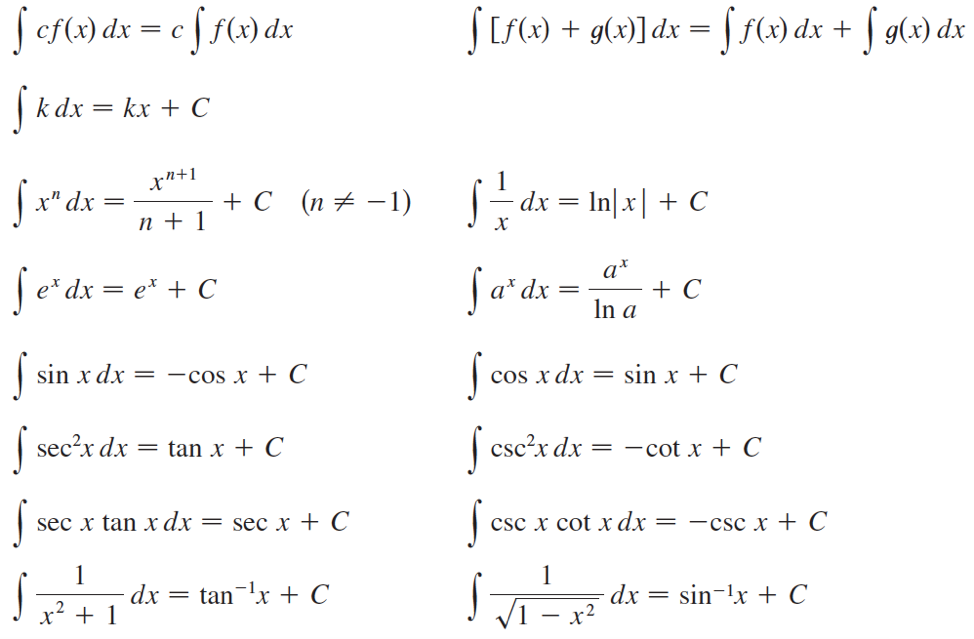 ∫ cf(x) dx = c ∫ f(x) dx    ∫ [f(x) + g(x)] dx = ∫ f(x) dx + ∫ g(x) dx
∫ k dx = kx + C
∫ xⁿ dx = xⁿ⁺¹/(n + 1) + C (n ≠ −1)    ∫ 1/x dx = ln|x| + C
∫ eˣ dx = eˣ + C    ∫ aˣ dx = aˣ/ln a + C
∫ sin x dx = −cos x + C    ∫ cos x dx = sin x + C
∫ sec²x dx = tan x + C    ∫ csc²x dx = −cot x + C
∫ sec x tan x dx = sec x + C    ∫ csc x cot x dx = −csc x + C
∫ 1/(x² + 1) dx = tan⁻¹x + C    ∫ 1/√(1 − x²) dx = sin⁻¹x + C